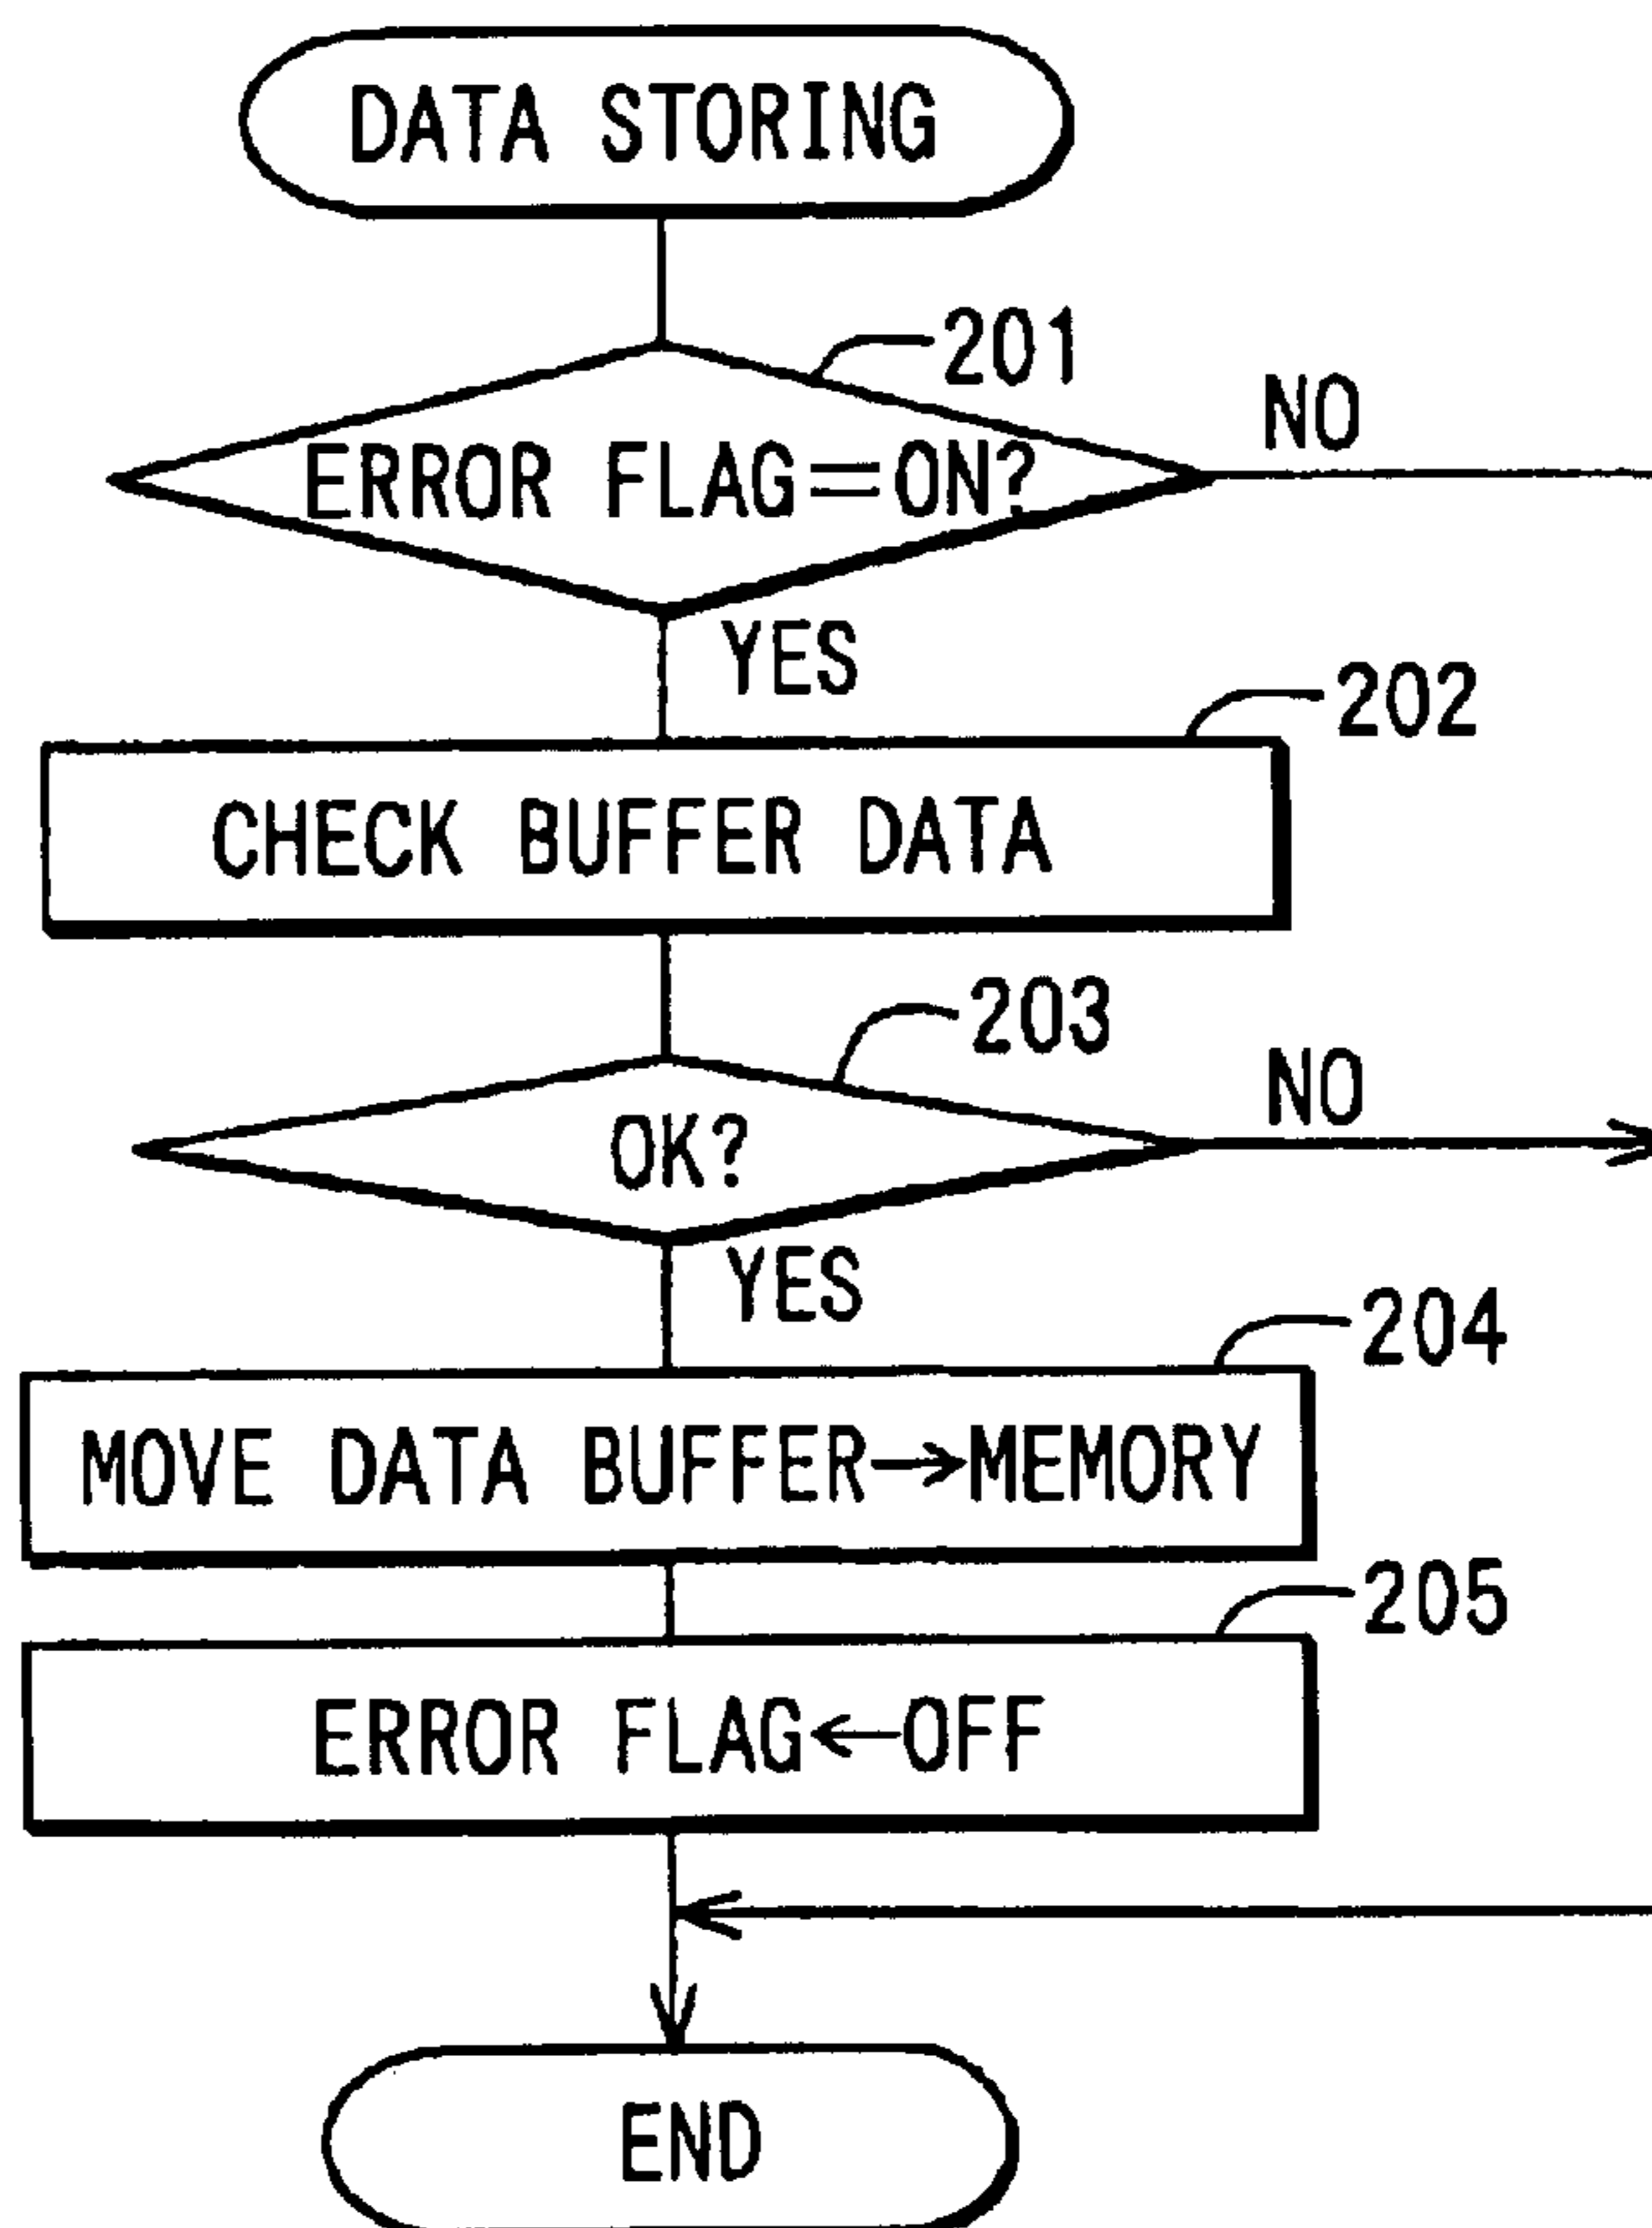 DATA STORING
201
NO
ERROR FLAG=ON?
YES
202
CHECK BUFFER DATA
203
NO
OK?
YES
204
MOVE DATA BUFFER→MEMORY
205
ERROR FLAG←OFF
END